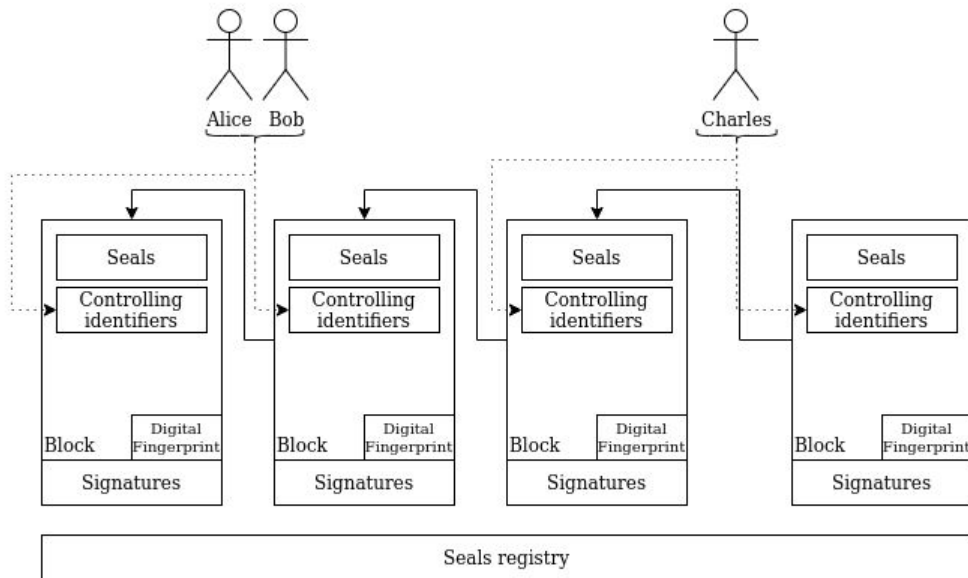 Alice Bob
Charles
Seals
Controlling
identifiers
Block
Digital
Fingerprint
Signatures
Seals
Controlling
identifiers
Block
Digital
Fingerprint
Signatures
Seals
Controlling
identifiers
Block
Digital
Fingerprint
Signatures
Seals
Controlling
identifiers
Block
Digital
Fingerprint
Signatures
Seals registry